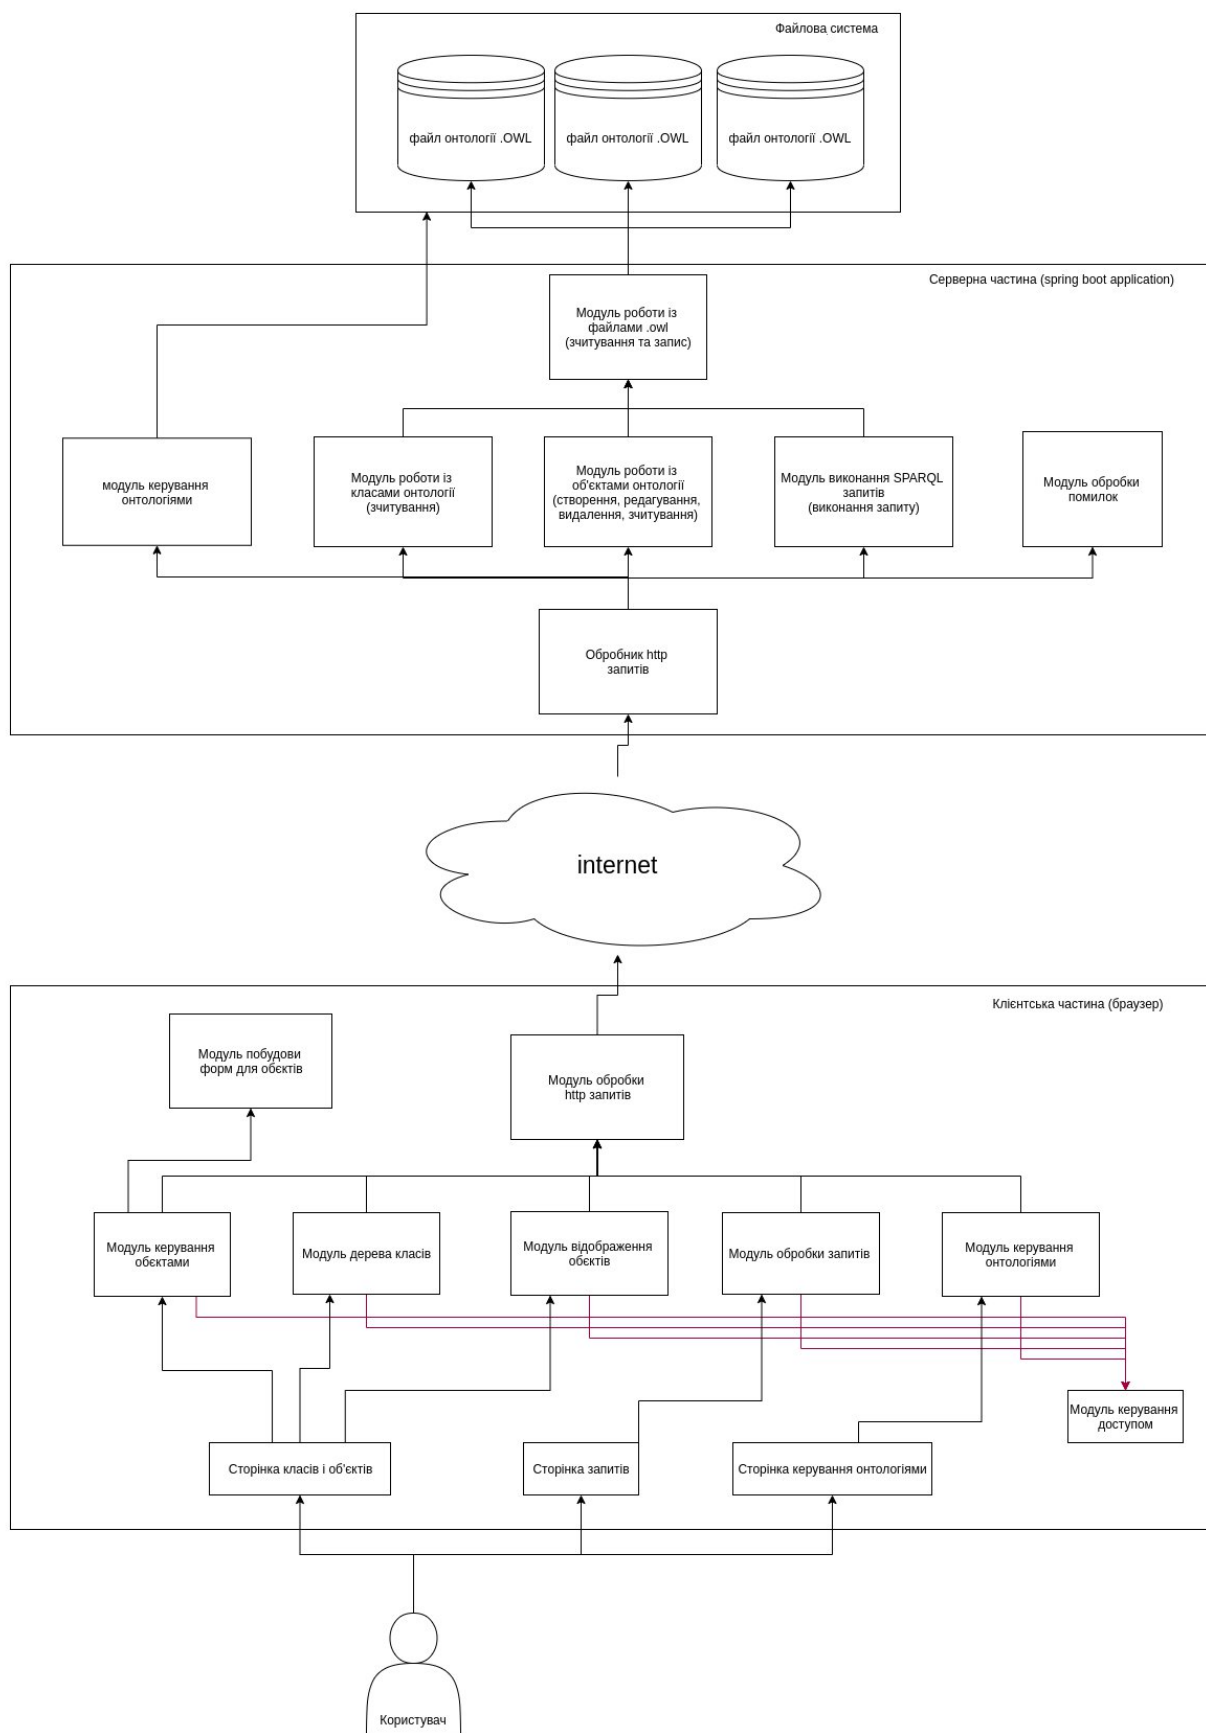 Файлова система
файл онтології .OWL
файл онтології .OWL
файл онтології .OWL
Серверна частина (spring boot application)
Модуль роботи із
файлами .owl
(зчитування та запис)
модуль керування
онтологіями
Модуль роботи із
класами онтології
(зчитування)
Модуль роботи із
об'єктами онтології
(створення, редагування,
видалення, зчитування)
Модуль виконання SPARQL
запитів
(виконання запиту)
Модуль обробки
помилок
Обробник http
запитів
internet
Клієнтська частина (браузер)
Модуль побудови
форм для обєктів
Модуль обробки
http запитів
Модуль керування
обєктами
Модуль дерева класів
Модуль відображення
обєктів
Модуль обробки запитів
Модуль керування
онтологіями
Модуль керування
доступом
Сторінка класів і об'єктів
Сторінка запитів
Сторінка керування онтологіями
Користувач